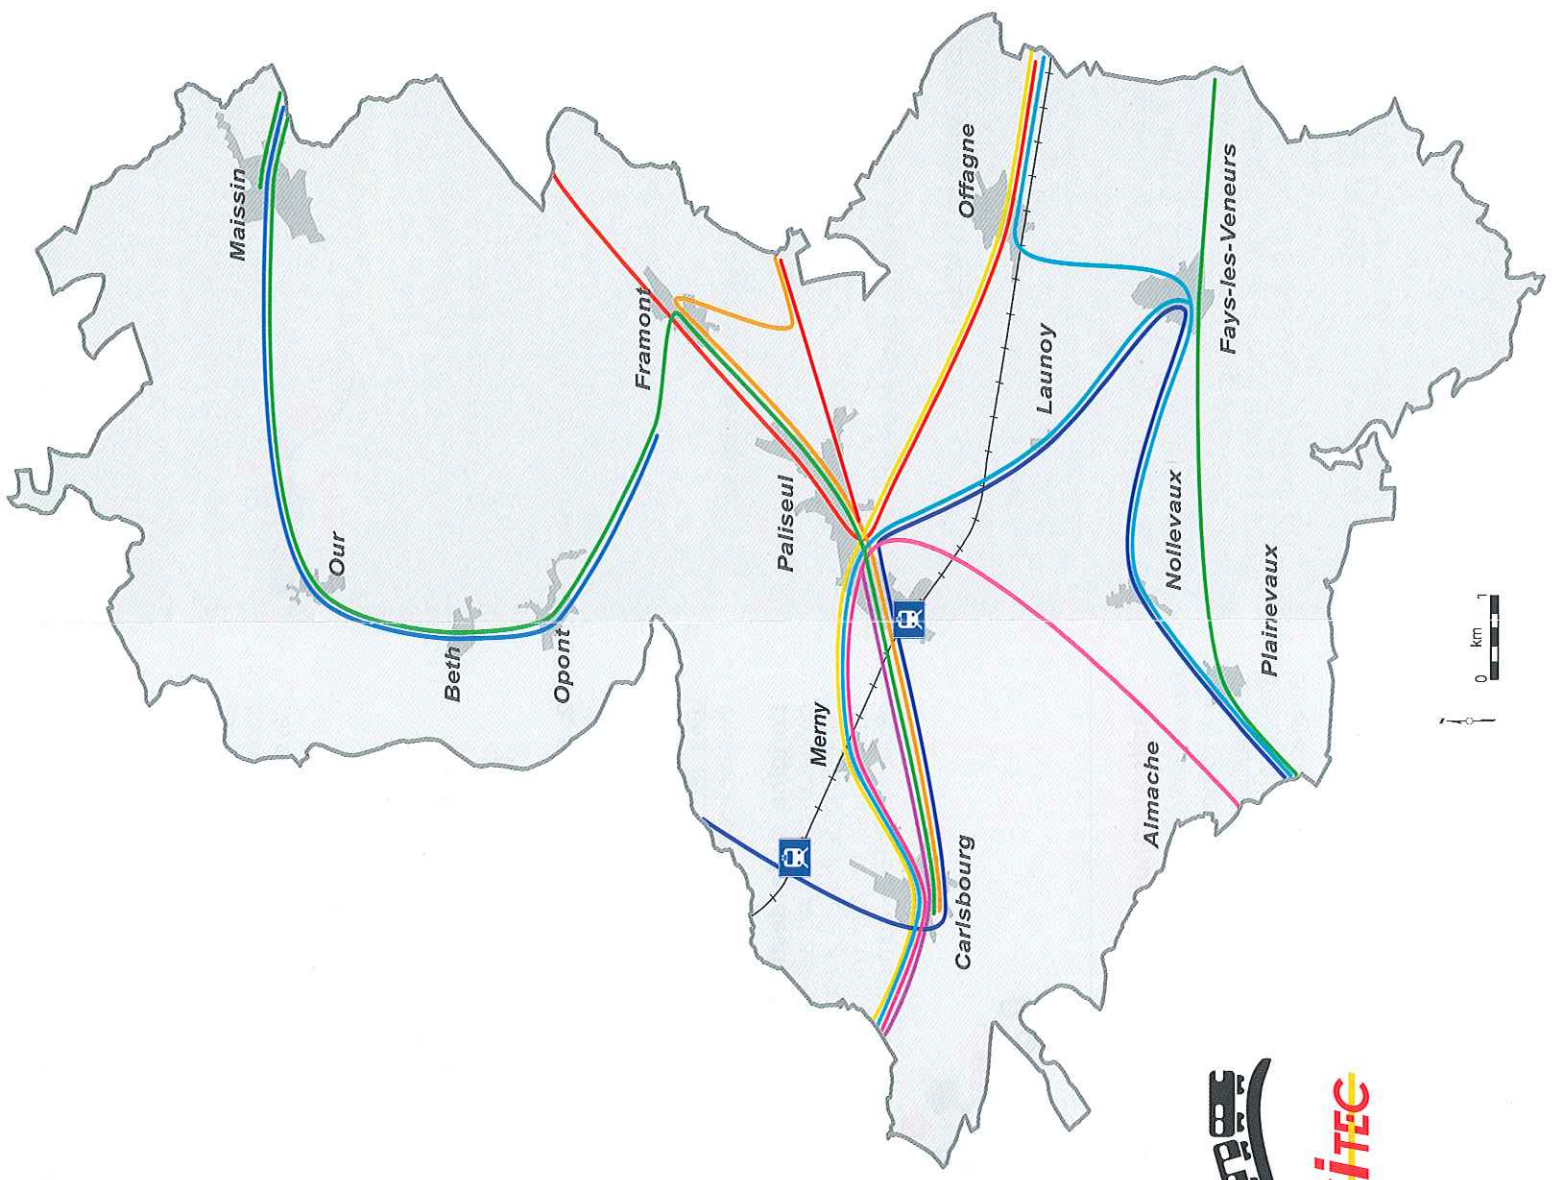 Maissin
Our
Beth
Opont
Framont
Paliseul
Offagne
Launoy
Fays-les-Veneurs
Nollevaux
Plainevaux
Merny
Almache
Carlsbourg
0 km 1
iTEC